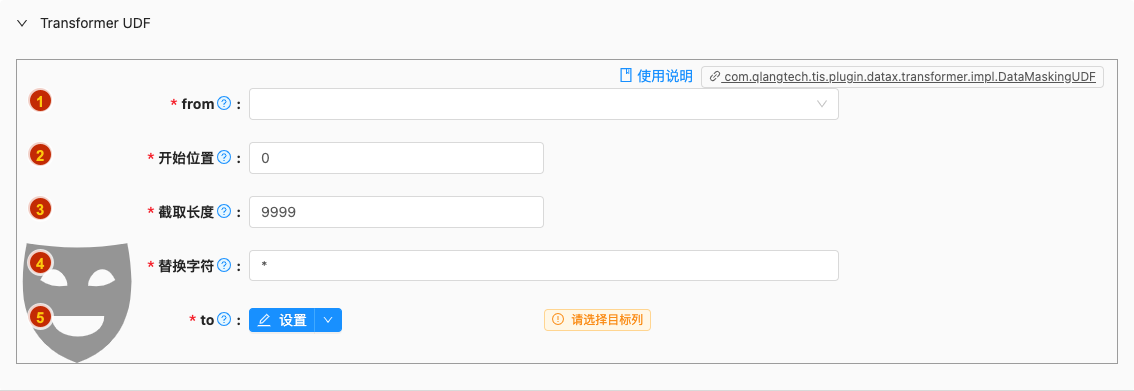 Transformer UDF
使用说明 com.qlangtech.tis.plugin.datax.transformer.impl.DataMaskingUDF
1 * from ? :
2 * 开始位置 ? : 0
3 * 截取长度 ? : 9999
4 * 替换字符 ? : *
5 * to ? : 设置 请选择目标列